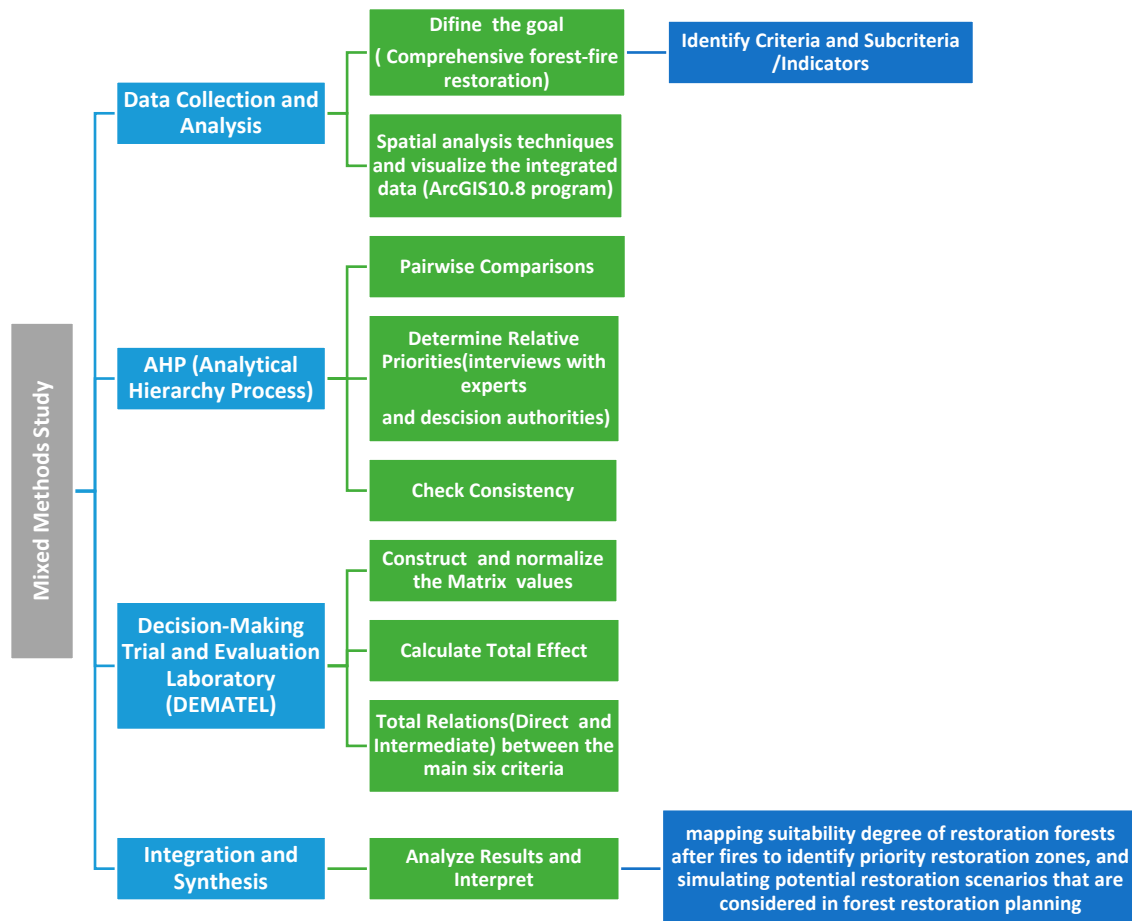 Mixed Methods Study
Data Collection and
Analysis
Difine the goal
( Comprehensive forest-fire
restoration)
Identify Criteria and Subcriteria
/Indicators
Spatial analysis techniques
and visualize the integrated
data (ArcGIS10.8 program)
AHP (Analytical
Hierarchy Process)
Pairwise Comparisons
Determine Relative
Priorities(interviews with
experts
and descision authorities)
Check Consistency
Decision-Making
Trial and Evaluation
Laboratory
(DEMATEL)
Construct and normalize
the Matrix values
Calculate Total Effect
Total Relations(Direct and
Intermediate) between the
main six criteria
Integration and
Synthesis
Analyze Results and
Interpret
mapping suitability degree of restoration forests
after fires to identify priority restoration zones, and
simulating potential restoration scenarios that are
considered in forest restoration planning